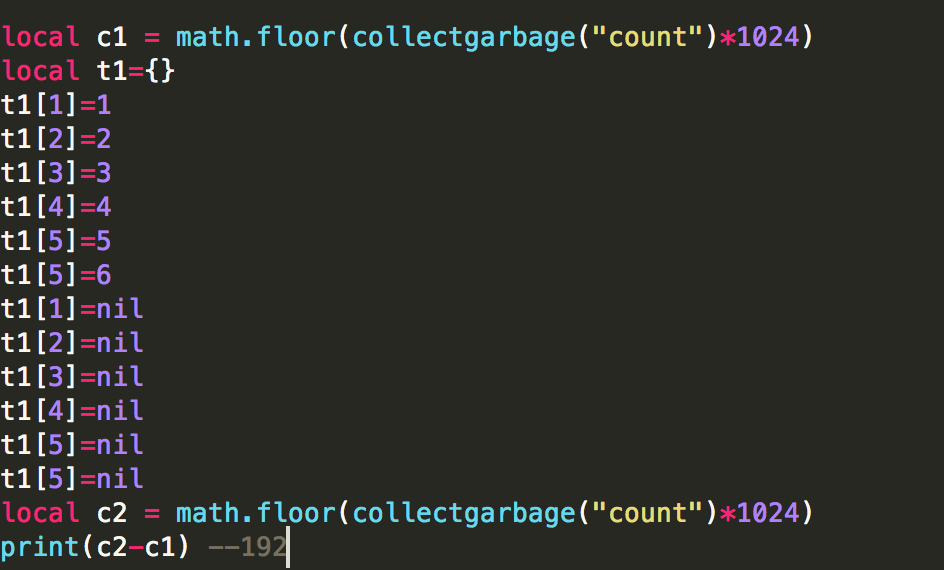 local c1 = math.floor(collectgarbage("count")*1024)
local t1={}
t1[1]=1
t1[2]=2
t1[3]=3
t1[4]=4
t1[5]=5
t1[5]=6
t1[1]=nil
t1[2]=nil
t1[3]=nil
t1[4]=nil
t1[5]=nil
t1[5]=nil
local c2 = math.floor(collectgarbage("count")*1024)
print(c2-c1) --192